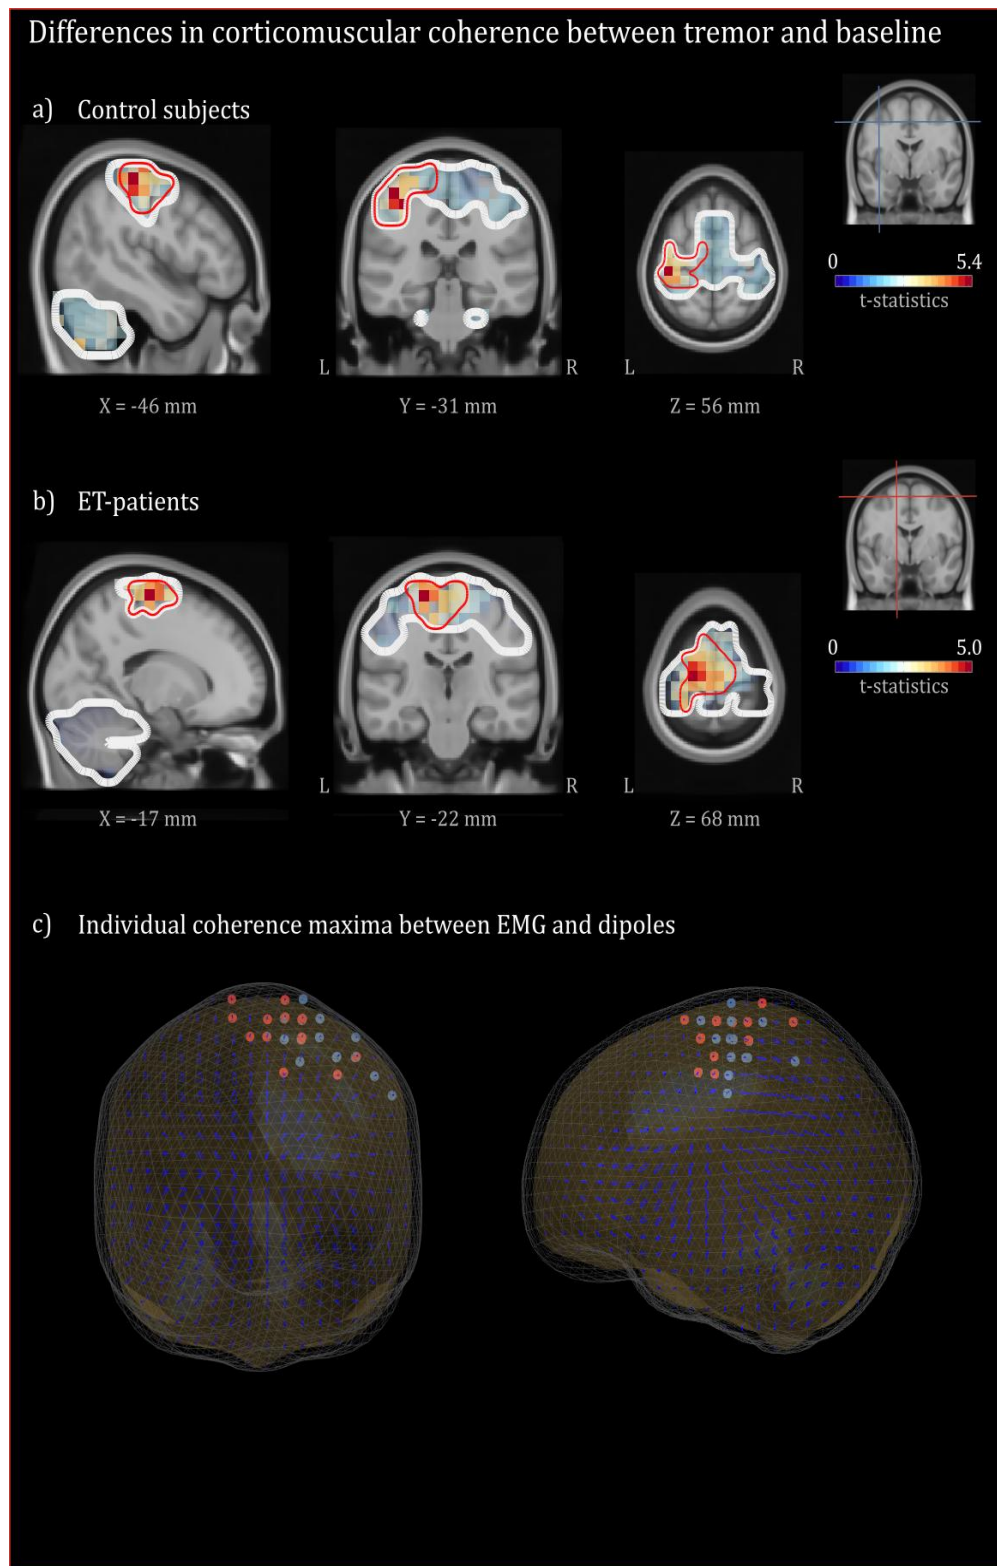 Differences in corticomuscular coherence between tremor and baseline
a) Control subjects
0 5.4
t-statistics
L R L R
X = -46 mm Y = -31 mm Z = 56 mm
b) ET-patients
0 5.0
t-statistics
L R L R
X = -17 mm Y = -22 mm Z = 68 mm
c) Individual coherence maxima between EMG and dipoles